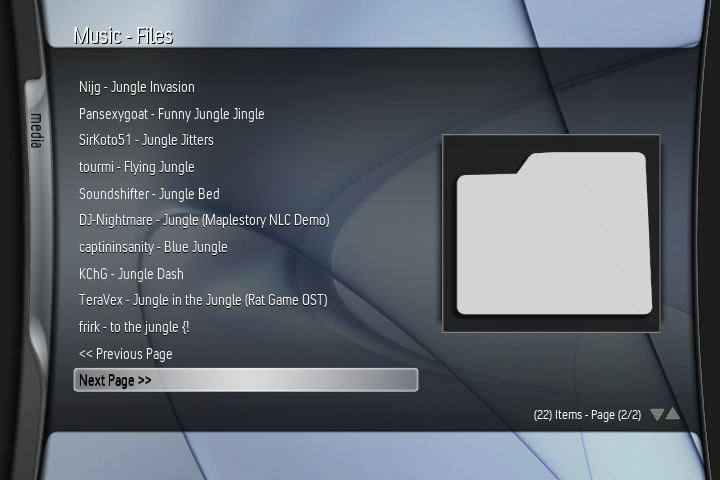 Music - Files
media
Nijg - Jungle Invasion
Pansexygoat - Funny Jungle Jingle
SirKoto51 - Jungle Jitters
tourmi - Flying Jungle
Soundshifter - Jungle Bed
DJ-Nightmare - Jungle (Maplestory NLC Demo)
captininsanity - Blue Jungle
KChG - Jungle Dash
TeraVex - Jungle in the Jungle (Rat Game OST)
frirk - to the jungle {!
<< Previous Page
Next Page >>
(22) Items - Page (2/2)